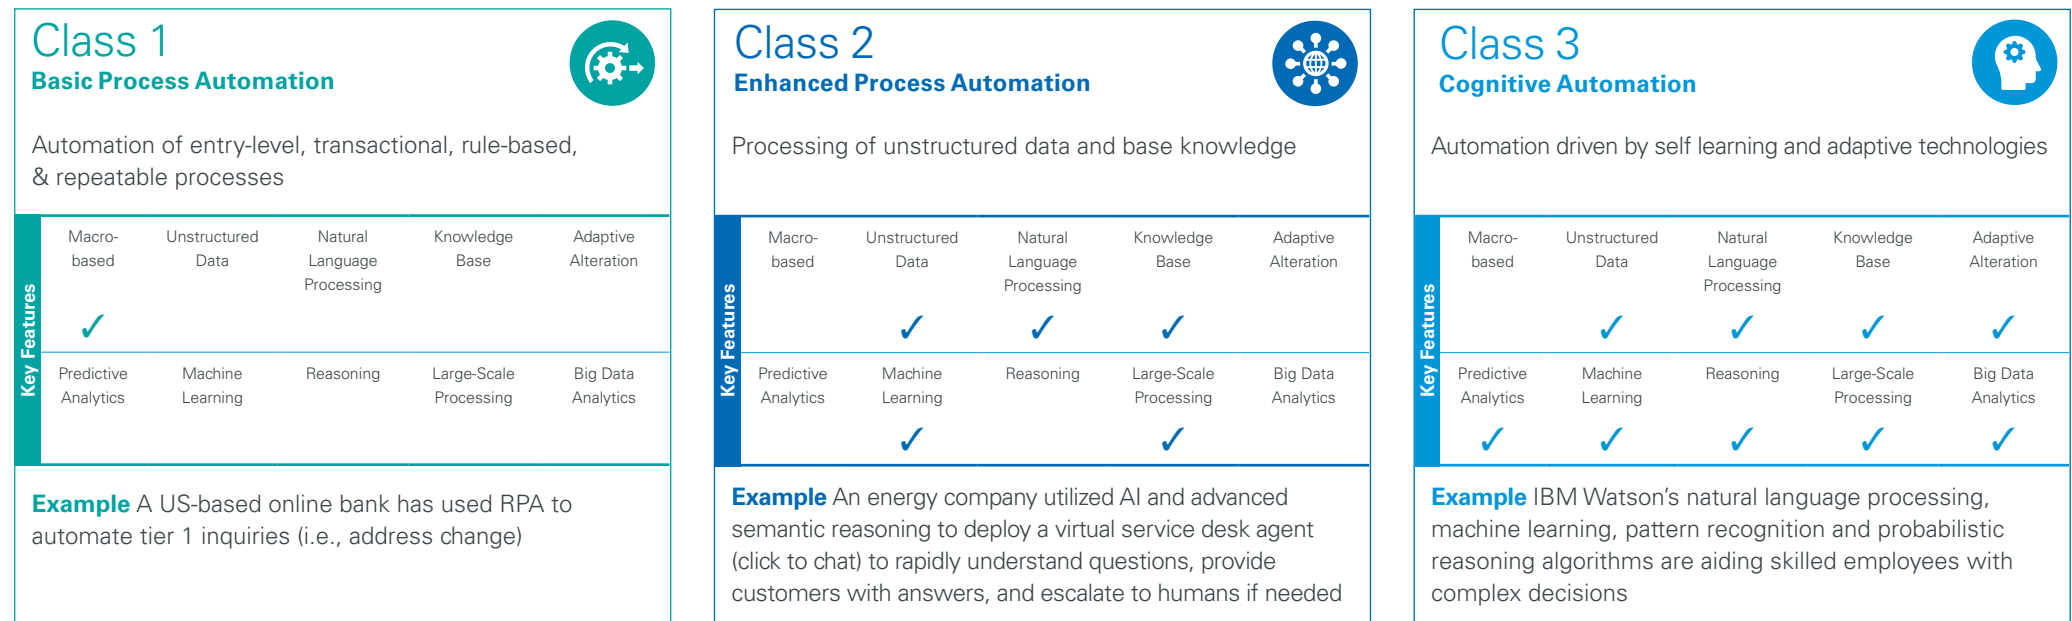 Class 1
Basic Process Automation
Automation of entry-level, transactional, rule-based,
& repeatable processes
Key Features
Macro-
based
Unstructured
Data
Natural
Language
Processing
Knowledge
Base
Adaptive
Alteration
✓
Predictive
Analytics
Machine
Learning
Reasoning
Large-Scale
Processing
Big Data
Analytics
Example A US-based online bank has used RPA to
automate tier 1 inquiries (i.e., address change)
Class 2
Enhanced Process Automation
Processing of unstructured data and base knowledge
Key Features
Macro-
based
Unstructured
Data
Natural
Language
Processing
Knowledge
Base
Adaptive
Alteration
✓ ✓ ✓
Predictive
Analytics
Machine
Learning
Reasoning
Large-Scale
Processing
Big Data
Analytics
✓ ✓
Example An energy company utilized AI and advanced
semantic reasoning to deploy a virtual service desk agent
(click to chat) to rapidly understand questions, provide
customers with answers, and escalate to humans if needed
Class 3
Cognitive Automation
Automation driven by self learning and adaptive technologies
Key Features
Macro-
based
Unstructured
Data
Natural
Language
Processing
Knowledge
Base
Adaptive
Alteration
✓ ✓ ✓ ✓
Predictive
Analytics
Machine
Learning
Reasoning
Large-Scale
Processing
Big Data
Analytics
✓ ✓ ✓ ✓ ✓
Example IBM Watson's natural language processing,
machine learning, pattern recognition and probabilistic
reasoning algorithms are aiding skilled employees with
complex decisions